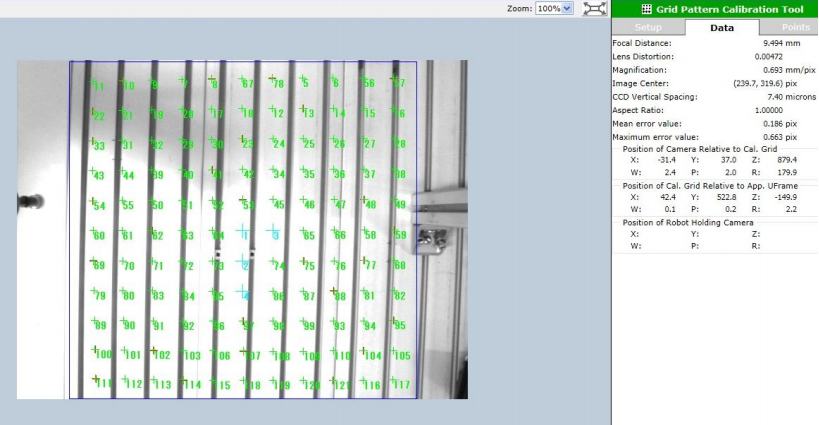 Zoom: 100%
Grid Pattern Calibration Tool
Setup Data Points
Focal Distance: 9.494 mm
Lens Distortion: 0.00472
Magnification: 0.693 mm/pix
Image Center: (239.7, 319.6) pix
CCD Vertical Spacing: 7.40 microns
Aspect Ratio: 1.00000
Mean error value: 0.186 pix
Maximum error value: 0.663 pix
Position of Camera Relative to Cal. Grid
X: -31.4 Y: 37.0 Z: 879.4
W: 2.4 P: 2.0 R: 179.9
Position of Cal. Grid Relative to App. UFrame
X: 42.4 Y: 522.8 Z: -149.9
W: 0.1 P: 0.2 R: 2.2
Position of Robot Holding Camera
X: Y: Z:
W: P: R:
11 10 9 7 8 67 78 5 6 56
22 21 19 20 17 18 12 13 14 15 16
33 31 32 29 30 23 24 25 26 27 28
43 44 39 40 41 42 34 35 36 37 38
54 55 50 51 52 53 45 46 47 48 49
60 61 62 63 64 1 3 65 66 58 59
69 70 71 72 73 2 74 75 76 77 68
79 80 83 84 85 4 86 87 88 81 82
89 90 91 92 96 97 98 99 93 94 95
100 101 102 103 106 107 108 109 110 104 105
111 112 113 114 115 118 119 120 121 116 117